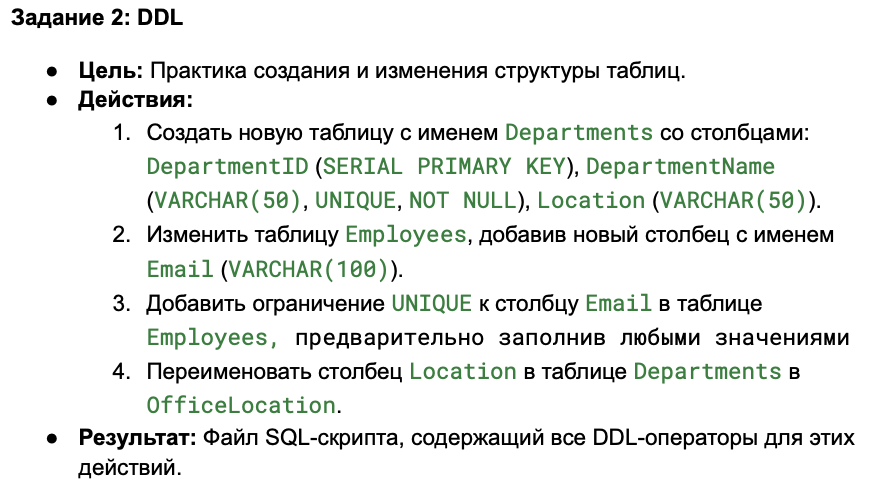 Задание 2: DDL
● Цель: Практика создания и изменения структуры таблиц.
● Действия:
1. Создать новую таблицу с именем Departments со столбцами:
DepartmentID (SERIAL PRIMARY KEY), DepartmentName
(VARCHAR(50), UNIQUE, NOT NULL), Location (VARCHAR(50)).
2. Изменить таблицу Employees, добавив новый столбец с именем
Email (VARCHAR(100)).
3. Добавить ограничение UNIQUE к столбцу Email в таблице
Employees, предварительно заполнив любыми значениями
4. Переименовать столбец Location в таблице Departments в
OfficeLocation.
● Результат: Файл SQL-скрипта, содержащий все DDL-операторы для этих
действий.